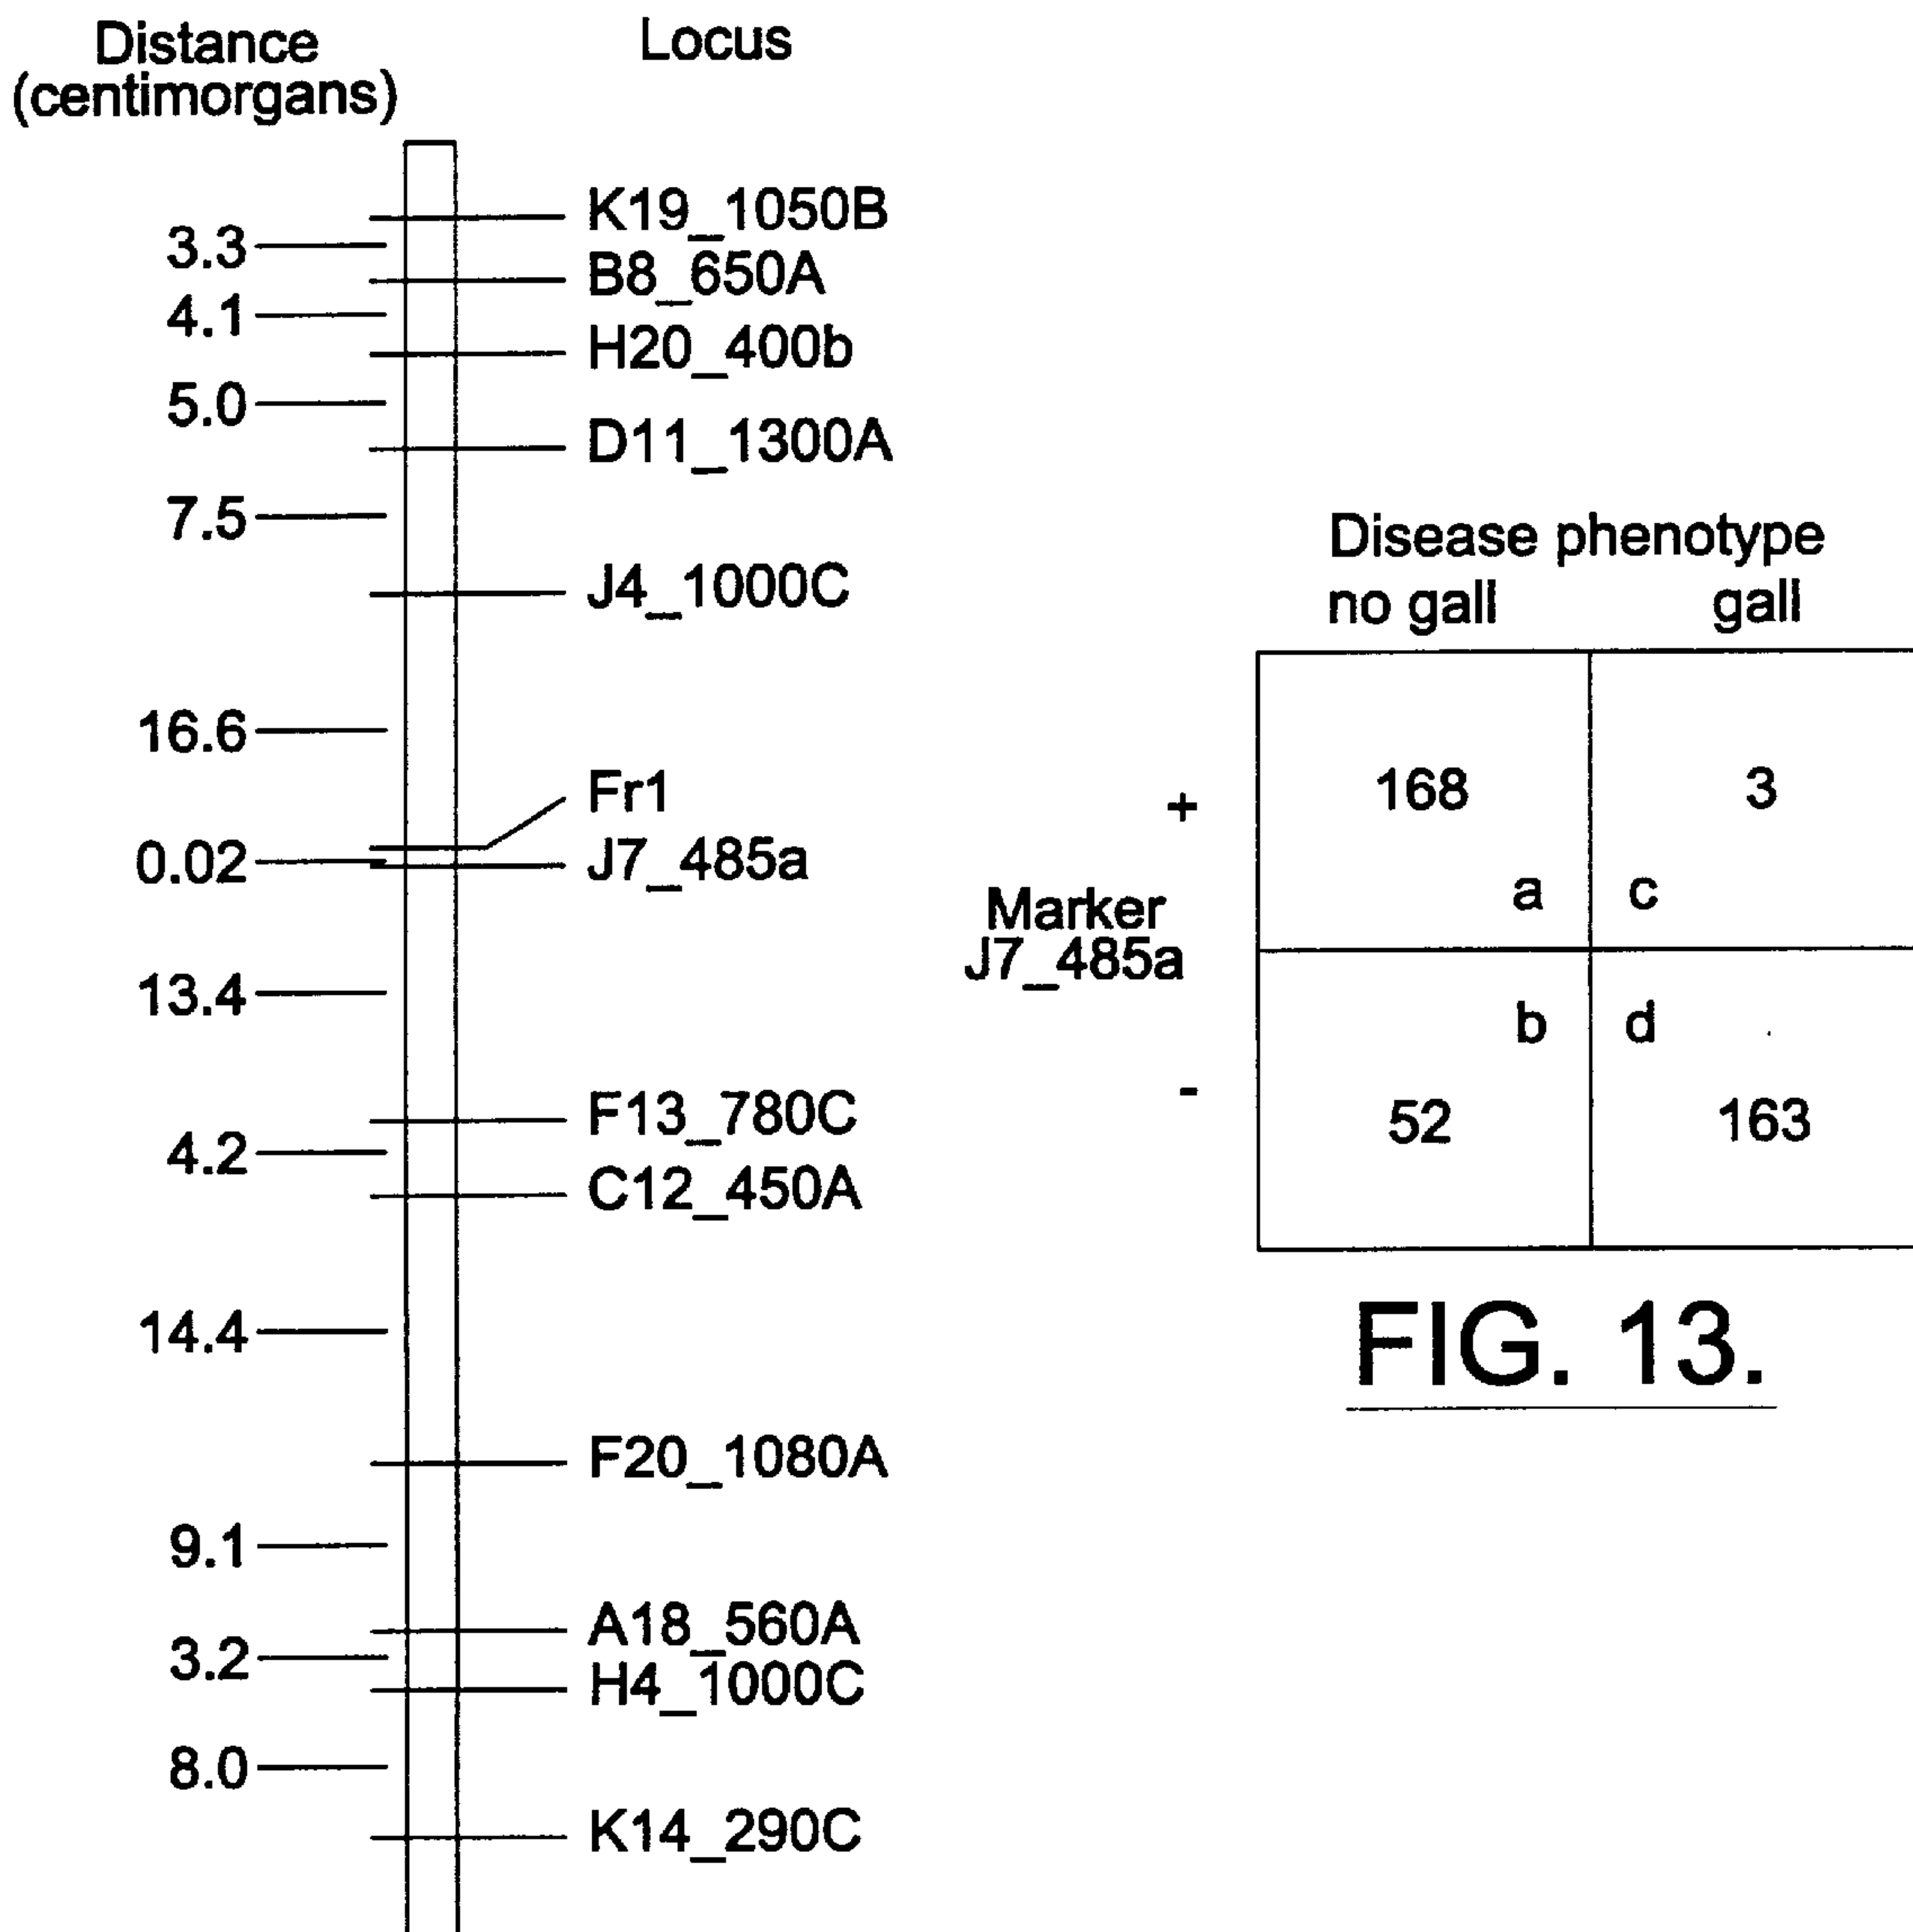 Distance
(centimorgans)
Locus
K19_1050B
3.3
B8_650A
4.1
H20_400b
5.0
D11_1300A
7.5
J4_1000C
16.6
Fr1
0.02
J7_485a
13.4
F13_780C
4.2
C12_450A
14.4
F20_1080A
9.1
A18_560A
3.2
H4_1000C
8.0
K14_290C
Disease phenotype
no gall gall
+ 168 3
a c
Marker
J7_485a
b d
- 52 163
FIG. 13.